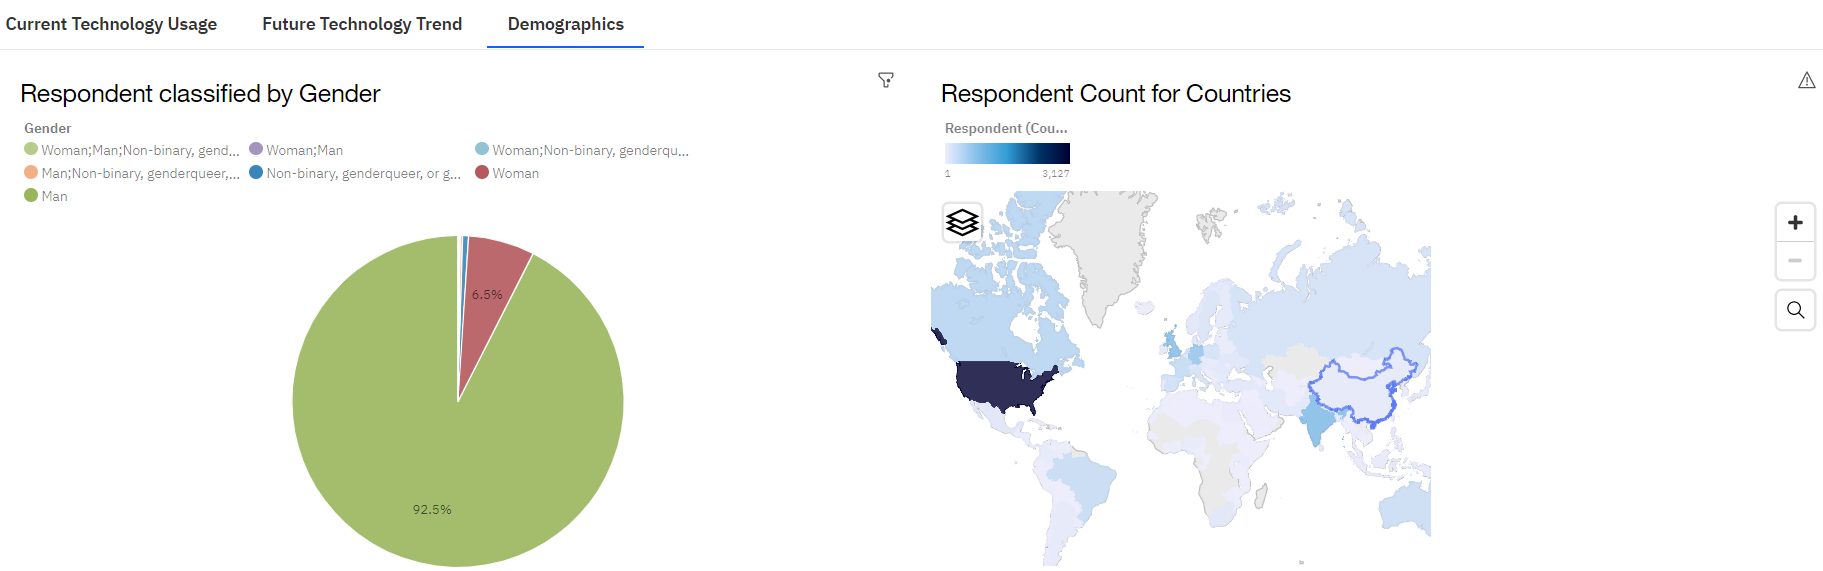 Current Technology Usage Future Technology Trend Demographics
Respondent classified by Gender
Gender
Woman;Man;Non-binary, gend... Woman;Man Woman;Non-binary, genderqu...
Man;Non-binary, genderqueer,... Non-binary, genderqueer, or g... Woman
Man
6.5%
92.5%
Respondent Count for Countries
Respondent (Cou...
1 3,127